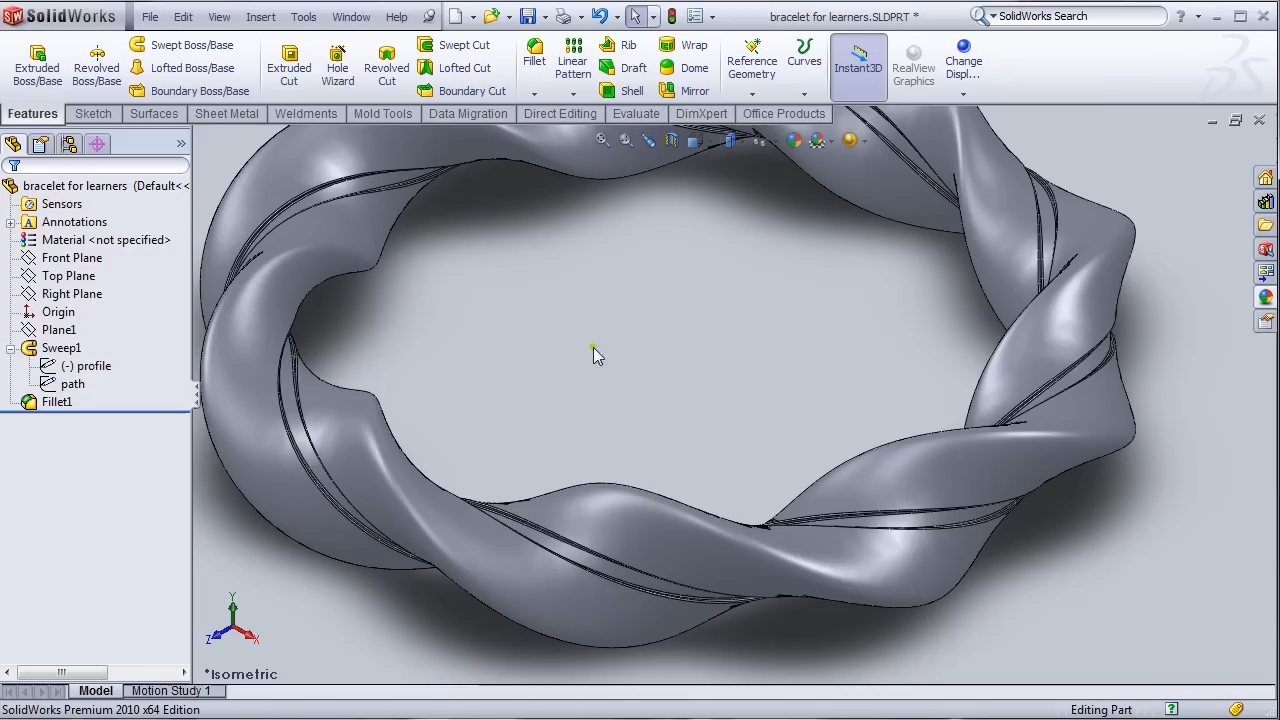 SolidWorks File Edit View Insert Tools Window Help bracelet for learners.SLDPRT * SolidWorks Search
Extruded Boss/Base
Revolved Boss/Base
Swept Boss/Base
Lofted Boss/Base
Boundary Boss/Base
Extruded Cut
Hole Wizard
Revolved Cut
Swept Cut
Lofted Cut
Boundary Cut
Fillet
Linear Pattern
Rib
Draft
Shell
Wrap
Dome
Mirror
Reference Geometry
Curves
Instant3D
RealView Graphics
Change Displ...
Features Sketch Surfaces Sheet Metal Weldments Mold Tools Data Migration Direct Editing Evaluate DimXpert Office Products
bracelet for learners (Default<<
Sensors
Annotations
Material <not specified>
Front Plane
Top Plane
Right Plane
Origin
Plane1
Sweep1
(-) profile
path
Fillet1
Y
Z X
*Isometric
Model Motion Study 1
SolidWorks Premium 2010 x64 Edition Editing Part